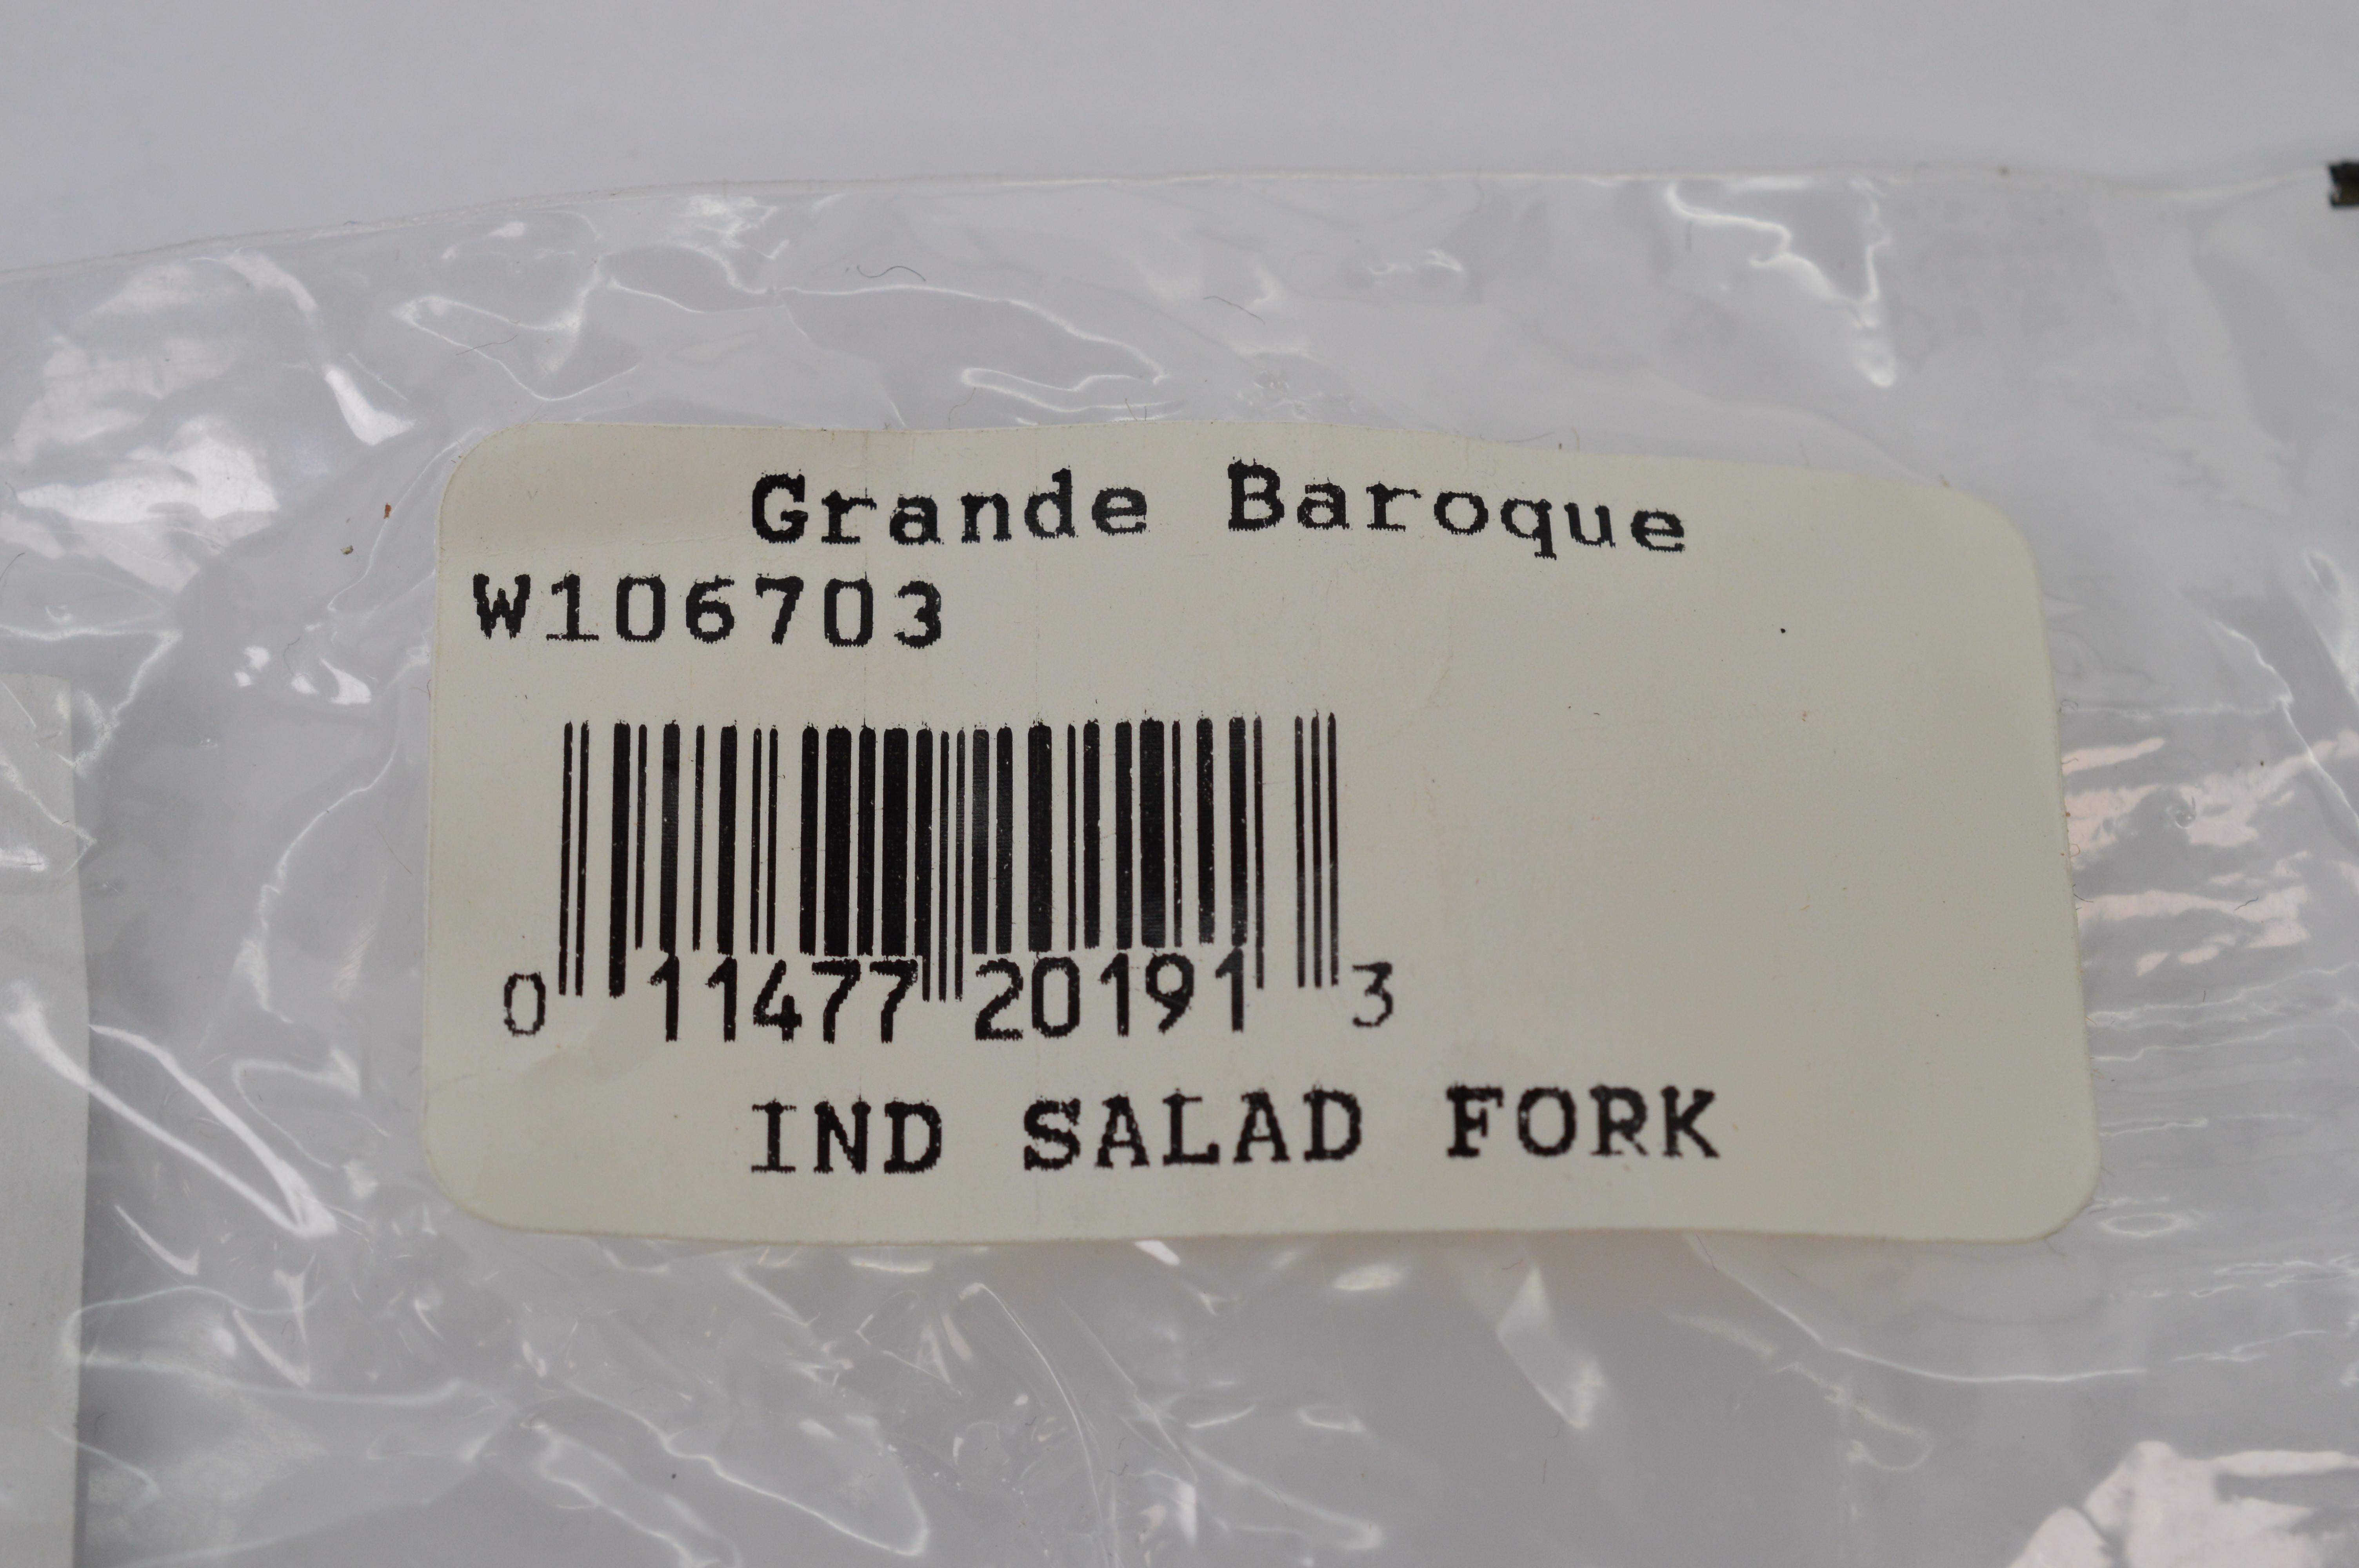 Grande Baroque
W106703
0 11477 20191 3
IND SALAD FORK